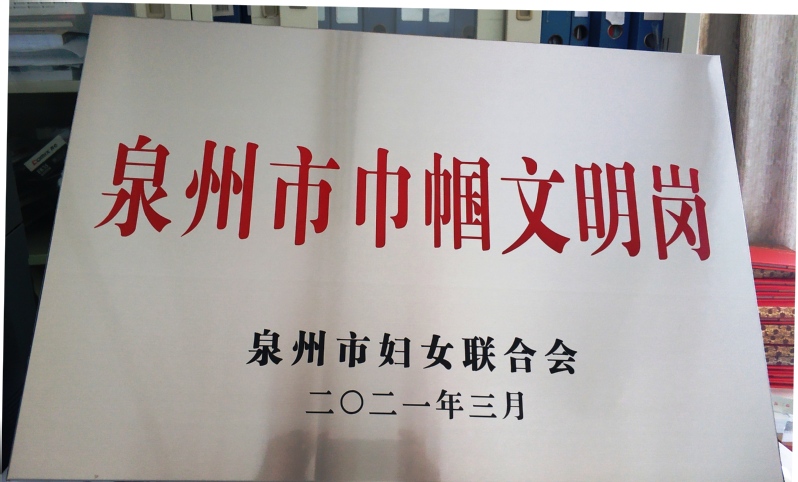 泉州市巾帼文明岗
泉州市妇女联合会
二〇二一年三月